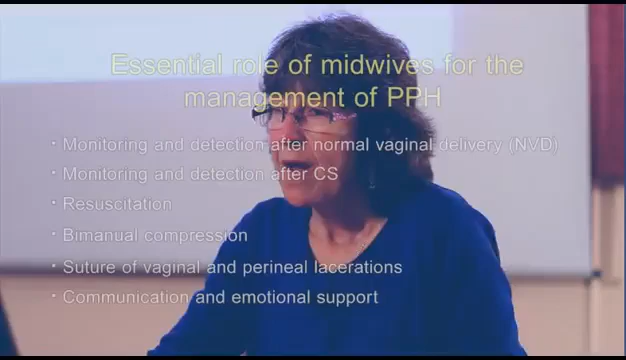 Essential role of midwives for the
management of PPH
· Monitoring and detection after normal vaginal delivery (NVD)
· Monitoring and detection after CS
· Resuscitation
· Bimanual compression
· Suture of vaginal and perineal lacerations
· Communication and emotional support